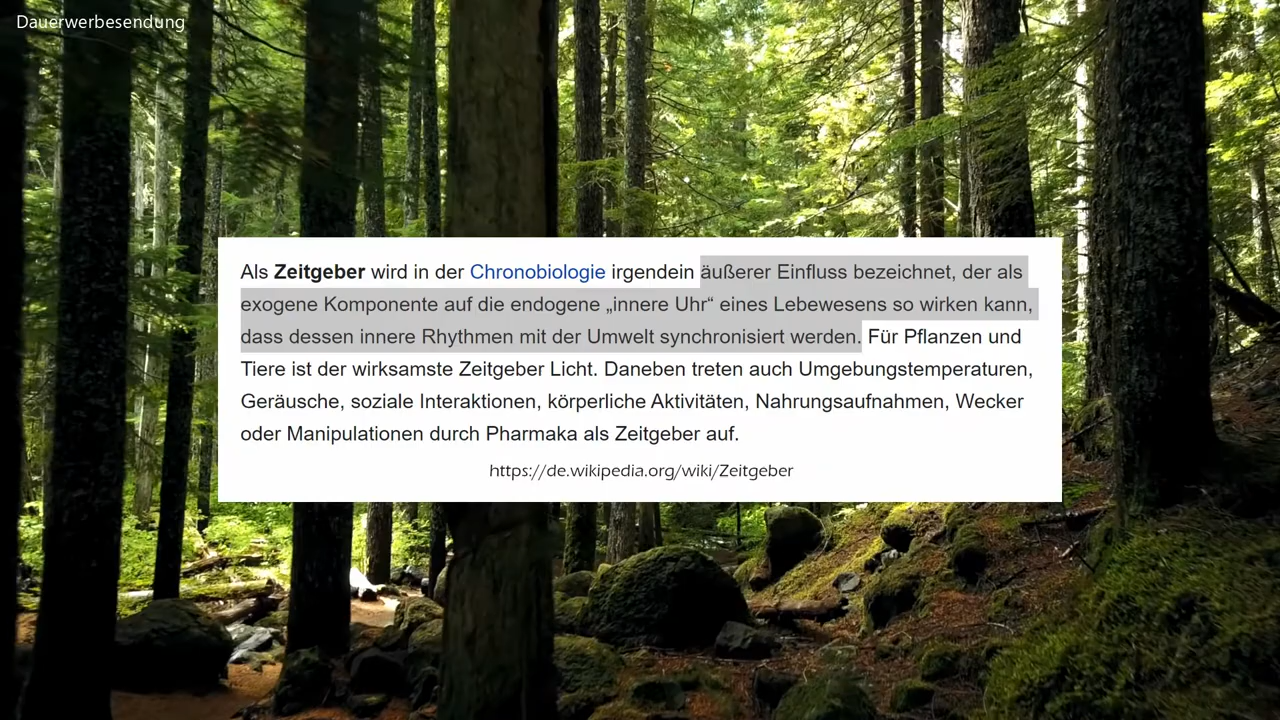 Dauerwerbesendung
Als Zeitgeber wird in der Chronobiologie irgendein äußerer Einfluss bezeichnet, der als
exogene Komponente auf die endogene „innere Uhr“ eines Lebewesens so wirken kann,
dass dessen innere Rhythmen mit der Umwelt synchronisiert werden. Für Pflanzen und
Tiere ist der wirksamste Zeitgeber Licht. Daneben treten auch Umgebungstemperaturen,
Geräusche, soziale Interaktionen, körperliche Aktivitäten, Nahrungsaufnahmen, Wecker
oder Manipulationen durch Pharmaka als Zeitgeber auf.
https://de.wikipedia.org/wiki/Zeitgeber